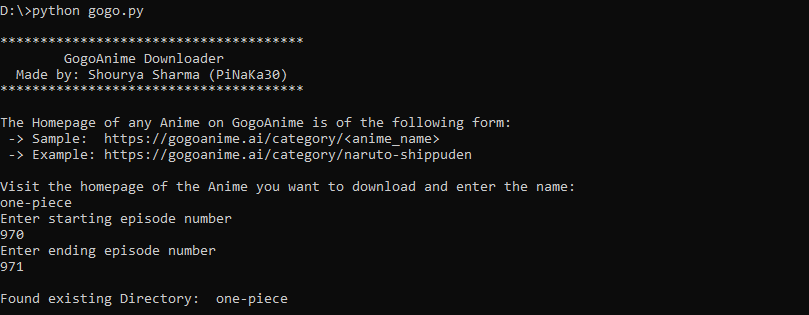 D:\>python gogo.py
**************************************
GogoAnime Downloader
Made by: Shourya Sharma (PiNaKa30)
**************************************
The Homepage of any Anime on GogoAnime is of the following form:
-> Sample:  https://gogoanime.ai/category/<anime_name>
-> Example: https://gogoanime.ai/category/naruto-shippuden
Visit the homepage of the Anime you want to download and enter the name:
one-piece
Enter starting episode number
970
Enter ending episode number
971
Found existing Directory:  one-piece